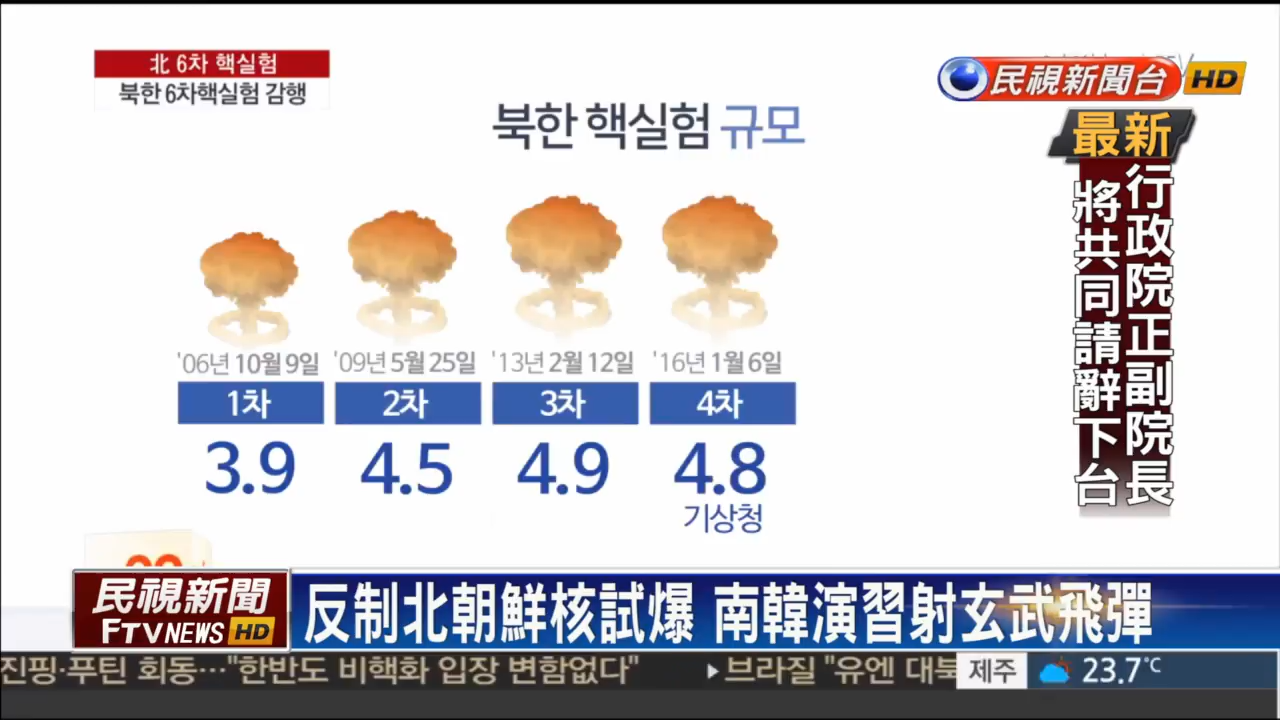 北 6차 핵실험
북한 6차핵실험 감행
북한 핵실험 규모
民視新聞台 HD
最新
行政院正副院長
將共同請辭下台
'06년 10월 9일
'09년 5월 25일
'13년 2월 12일
'16년 1월 6일
1차
2차
3차
4차
3.9
4.5
4.9
4.8
기상청
民視新聞
FTVNEWS HD
反制北朝鮮核試爆 南韓演習射玄武飛彈
진핑·푸틴 회동…"한반도 비핵화 입장 변함없다" ▶브라질 "유엔 대북
제주 23.7℃